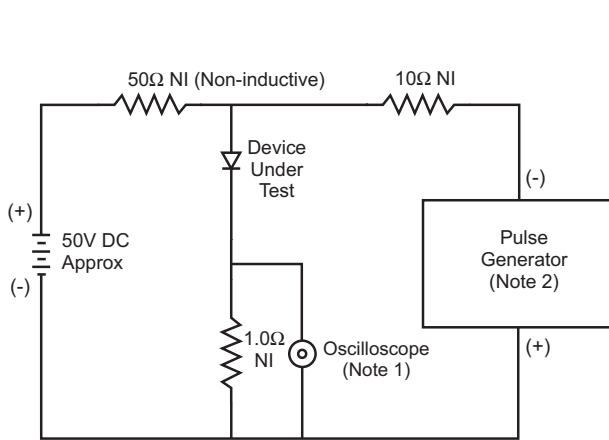 50Ω NI (Non-inductive)
10Ω NI
Device
Under
Test
(-)
(+)
50V DC
Approx
(-)
Pulse
Generator
(Note 2)
1.0Ω
NI
Oscilloscope
(Note 1)
(+)